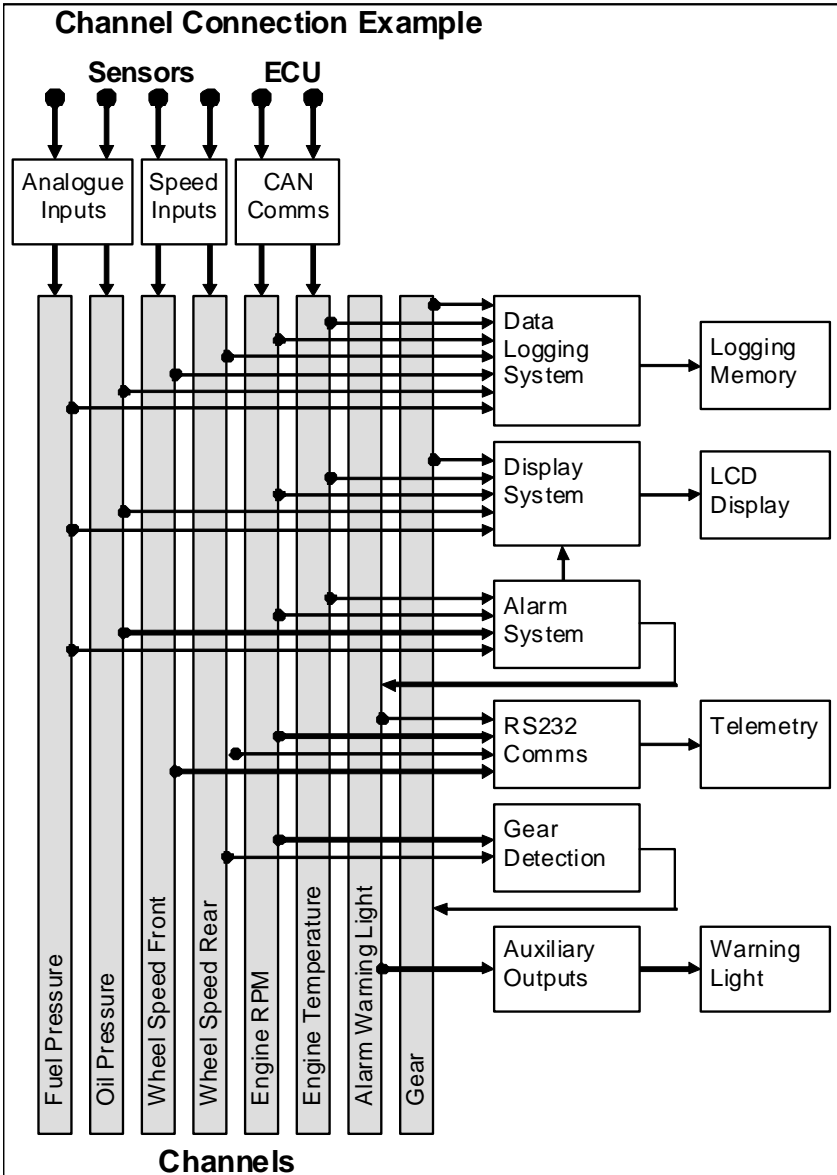 Channel Connection Example
Sensors
ECU
Analogue
Inputs
Speed
Inputs
CAN
Comms
Data
Logging
System
Logging
Memory
Display
System
LCD
Display
Alarm
System
RS232
Comms
Telemetry
Gear
Detection
Auxiliary
Outputs
Warning
Light
Fuel Pressure
Oil Pressure
Wheel Speed Front
Wheel Speed Rear
Engine RPM
Engine Temperature
Alarm Warning Light
Gear
Channels